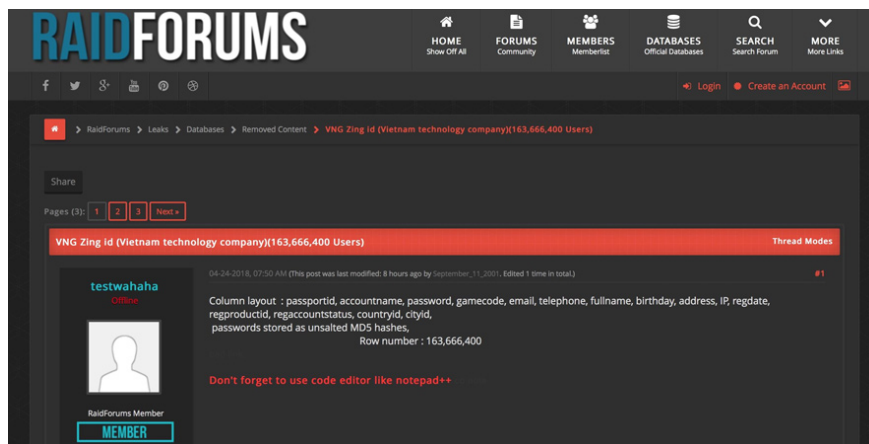 RAIDFORUMS
HOME
Show Off All
FORUMS
Community
MEMBERS
Memberlist
DATABASES
Official Databases
SEARCH
Search Forum
MORE
More Links
Login
Create an Account
RaidForums > Leaks > Databases > Removed Content > VNG Zing id (Vietnam technology company)(163,666,400 Users)
Share
Pages (3): 1 2 3 Next »
VNG Zing id (Vietnam technology company)(163,666,400 Users)
Thread Modes
testwahaha
Offline
RaidForums Member
MEMBER
04-24-2018, 07:50 AM (This post was last modified: 8 hours ago by September_11_2001. Edited 1 time in total.)
#1
Column layout : passportid, accountname, password, gamecode, email, telephone, fullname, birthday, address, IP, regdate,
regproductid, regaccountstatus, countryid, cityid,
passwords stored as unsalted MD5 hashes,
Row number : 163,666,400
Don't forget to use code editor like notepad++